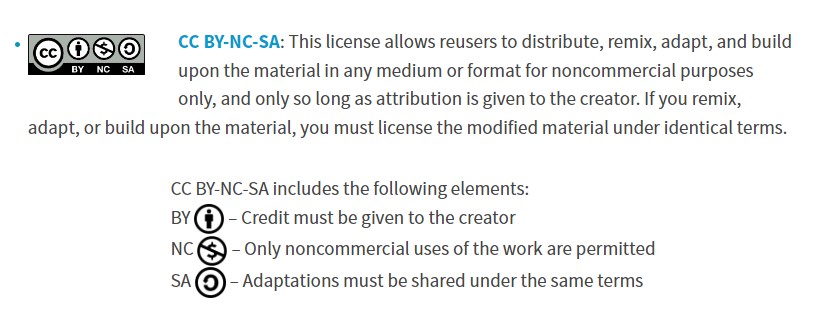 CC BY NC SA
CC BY-NC-SA: This license allows reusers to distribute, remix, adapt, and build
upon the material in any medium or format for noncommercial purposes
only, and only so long as attribution is given to the creator. If you remix,
adapt, or build upon the material, you must license the modified material under identical terms.
CC BY-NC-SA includes the following elements:
BY – Credit must be given to the creator
NC $ – Only noncommercial uses of the work are permitted
SA – Adaptations must be shared under the same terms